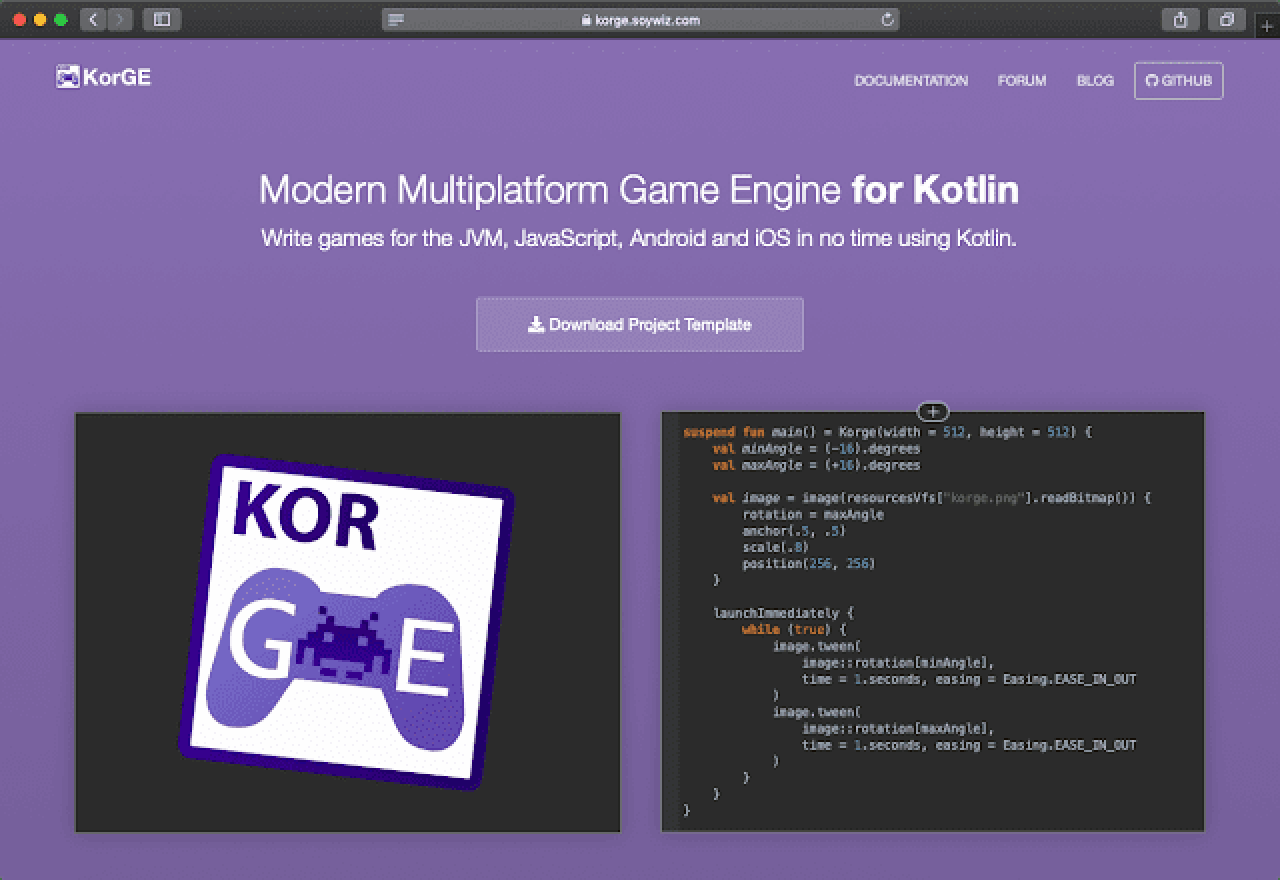 korge.soywiz.com
KorGE
DOCUMENTATION FORUM BLOG GITHUB
Modern Multiplatform Game Engine for Kotlin
Write games for the JVM, JavaScript, Android and iOS in no time using Kotlin.
Download Project Template
KOR
G E
suspend fun main() = Korge(width = 512, height = 512) {
val minAngle = (-16).degrees
val maxAngle = (+16).degrees
val image = image(resourcesVfs["korge.png"].readBitmap()) {
rotation = maxAngle
anchor(.5, .5)
scale(.8)
position(256, 256)
}
launchImmediately {
while (true) {
image.tween(
image::rotation[minAngle],
time = 1.seconds, easing = Easing.EASE_IN_OUT
)
image.tween(
image::rotation[maxAngle],
time = 1.seconds, easing = Easing.EASE_IN_OUT
)
}
}
}